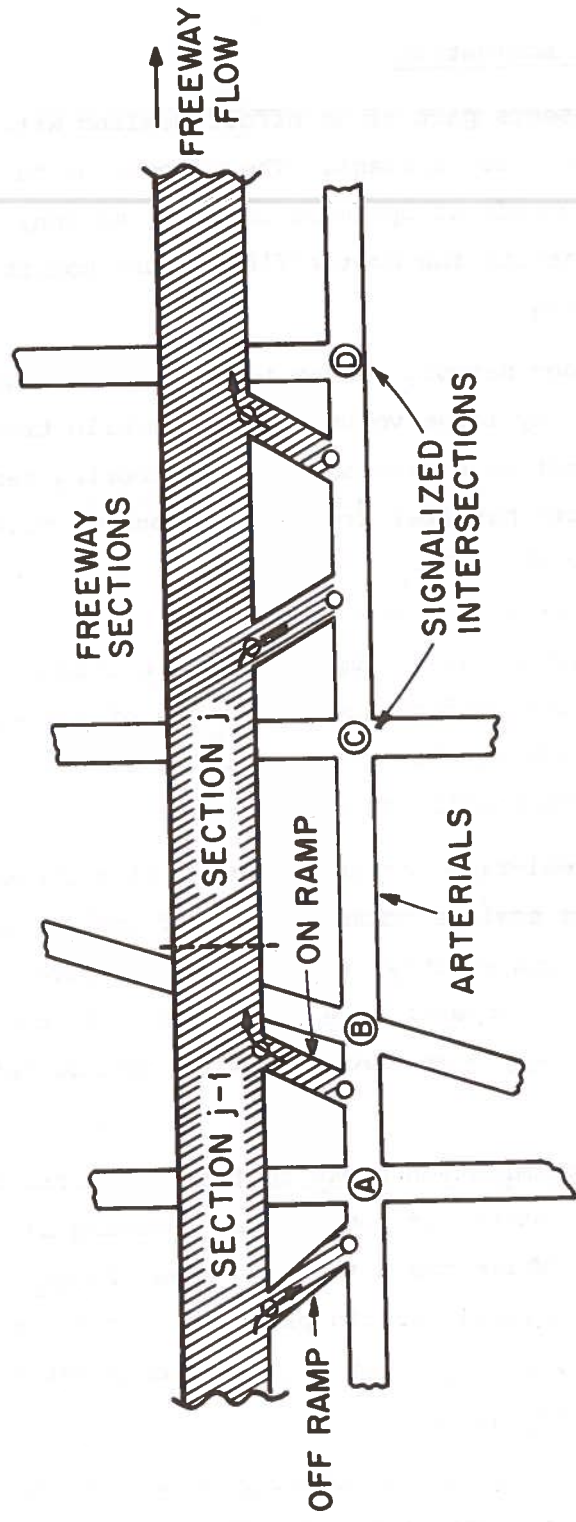 FREEWAY
FLOW
FREEWAY
SECTIONS
SECTION j-1
SECTION j
ON RAMP
OFF RAMP
A
B
C
D
ARTERIALS
SIGNALIZED
INTERSECTIONS